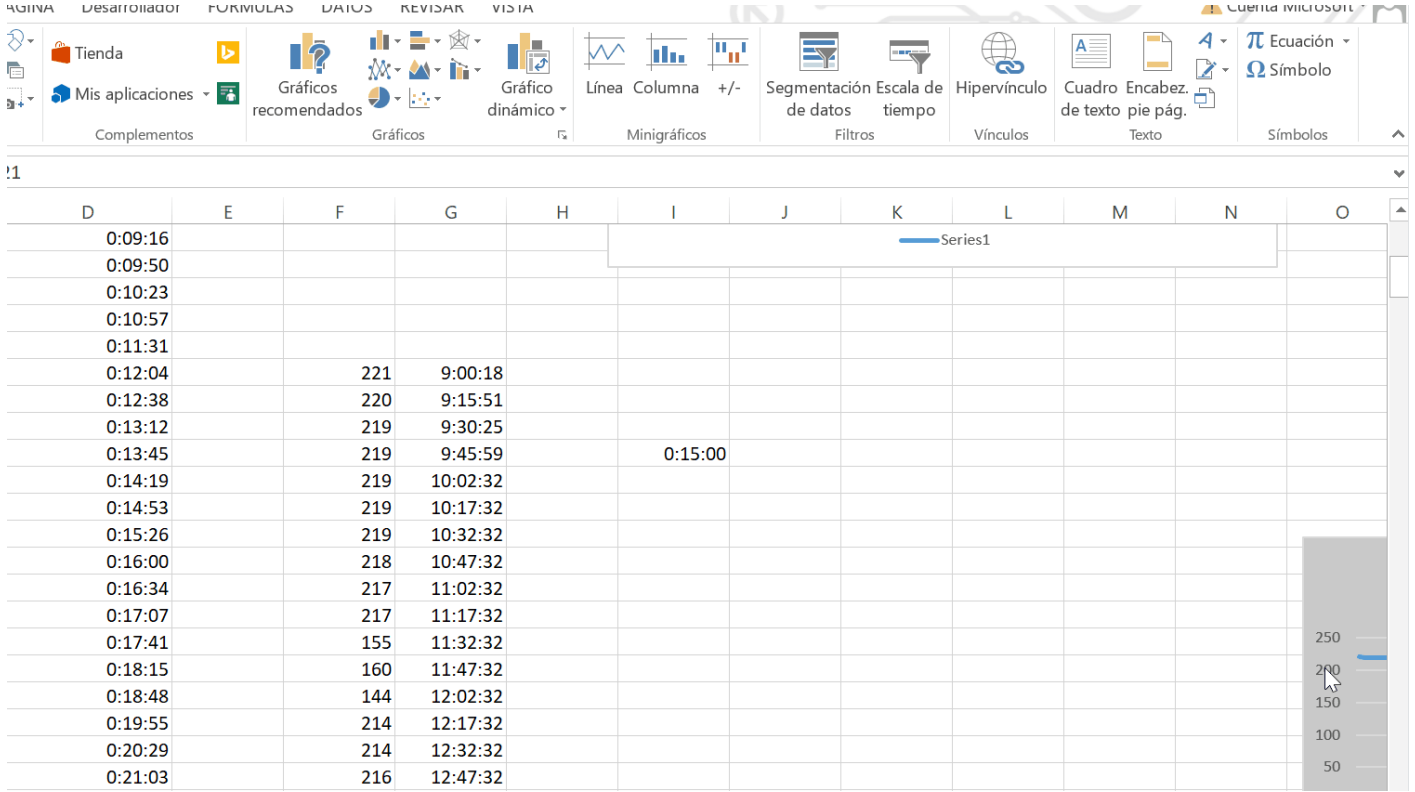 PÁGINA Desarrollador FÓRMULAS DATOS REVISAR VISTA Cuenta Microsoft
Tienda
Mis aplicaciones
Complementos
Gráficos recomendados
Gráfico dinámico
Gráficos
Línea Columna +/-
Minigráficos
Segmentación de datos
Escala de tiempo
Filtros
Hipervínculo
Vínculos
Cuadro de texto
Encabez. pie pág.
Texto
π Ecuación
Ω Símbolo
Símbolos
21
D E F G H I J K L M N O
0:09:16
Series1
0:09:50
0:10:23
0:10:57
0:11:31
0:12:04 221 9:00:18
0:12:38 220 9:15:51
0:13:12 219 9:30:25
0:13:45 219 9:45:59 0:15:00
0:14:19 219 10:02:32
0:14:53 219 10:17:32
0:15:26 219 10:32:32
0:16:00 218 10:47:32
0:16:34 217 11:02:32
0:17:07 217 11:17:32
0:17:41 155 11:32:32
0:18:15 160 11:47:32
0:18:48 144 12:02:32
0:19:55 214 12:17:32
0:20:29 214 12:32:32
0:21:03 216 12:47:32
250
200
150
100
50